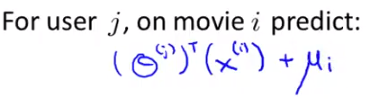 For user j, on movie i predict:
(Θ^(j))^T (x^(i)) + μ_i